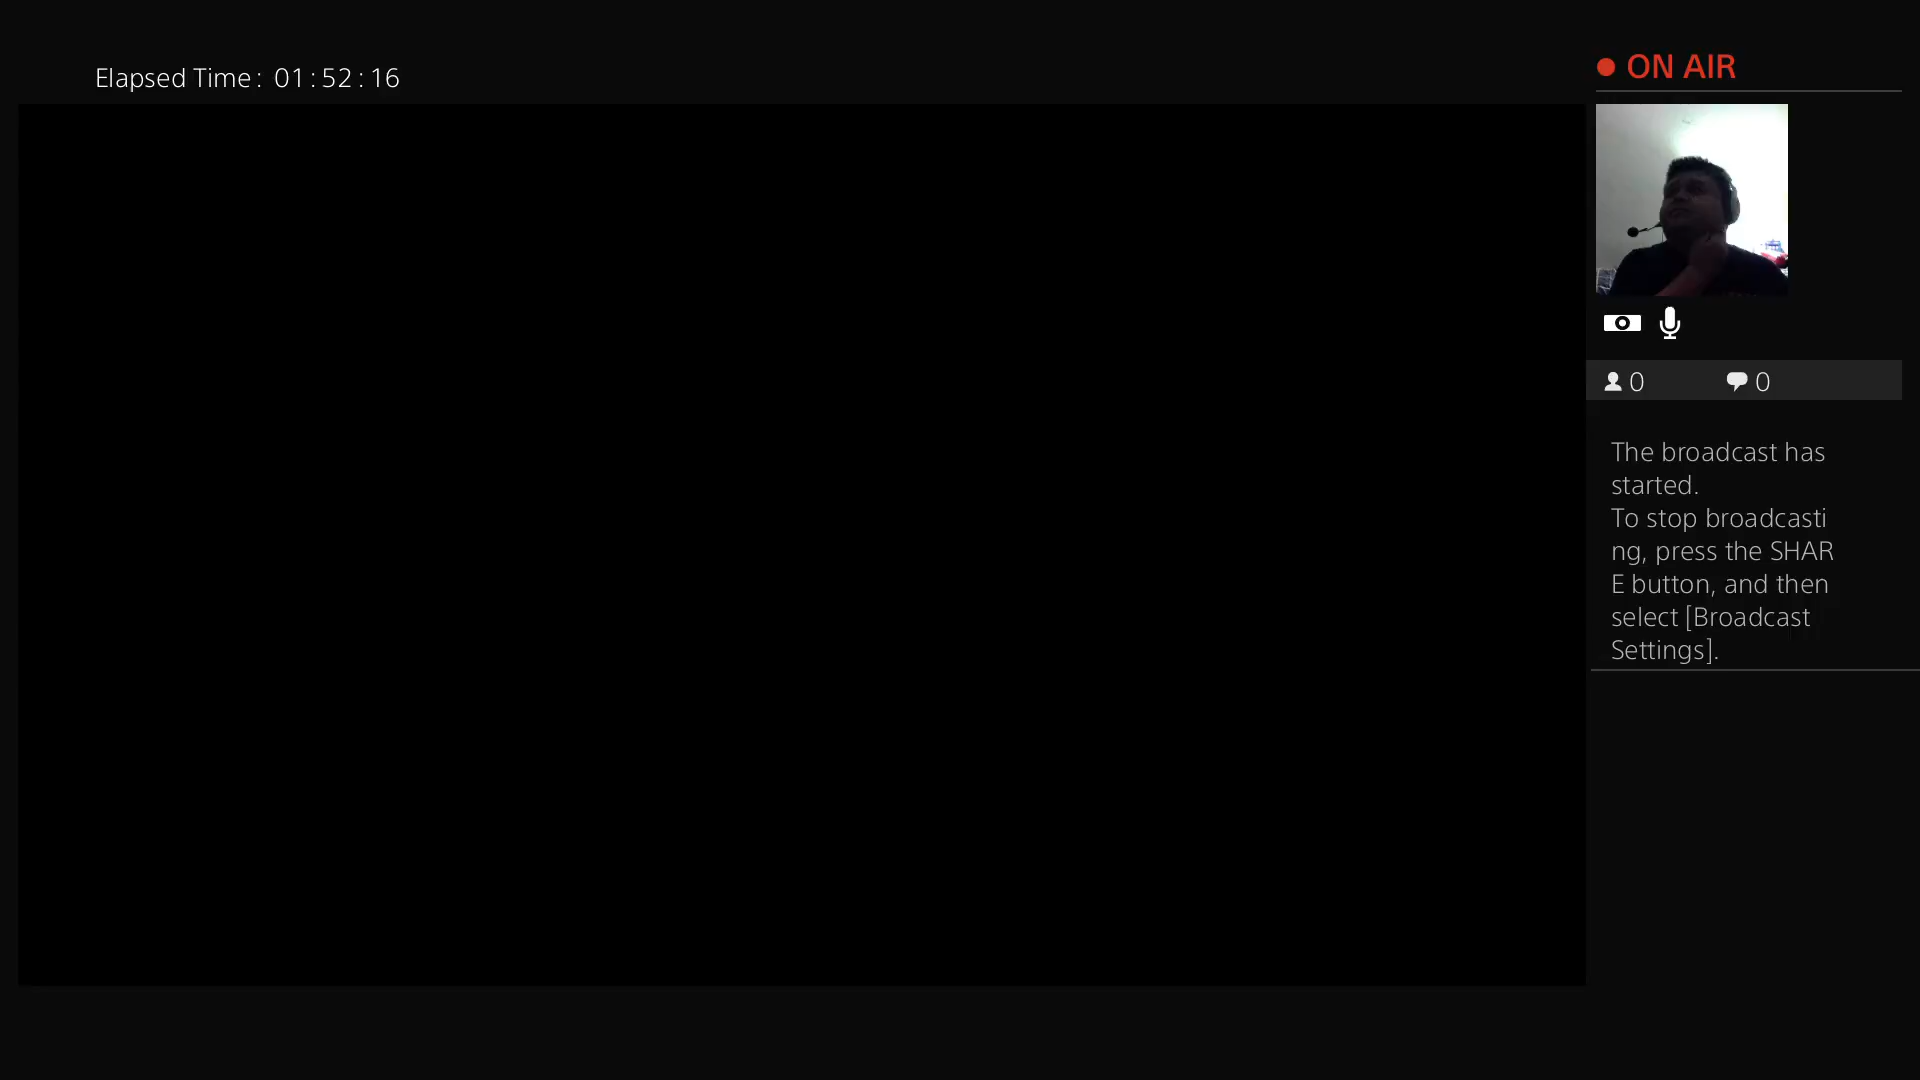 Elapsed Time: 01:52:16
ON AIR
0 0
The broadcast has
started.
To stop broadcasti
ng, press the SHAR
E button, and then
select [Broadcast
Settings].